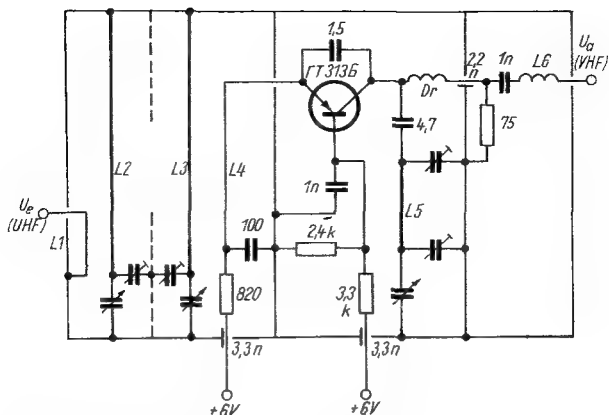 1,5
ГТ313Б
2,2
n
1n
L6
Ua
(VHF)
Dr
4,7
75
L2
L3
L4
1n
L5
Ue
(UHF)
L1
100
2,4k
820
3,3
k
3,3n
3,3n
+6V
+6V